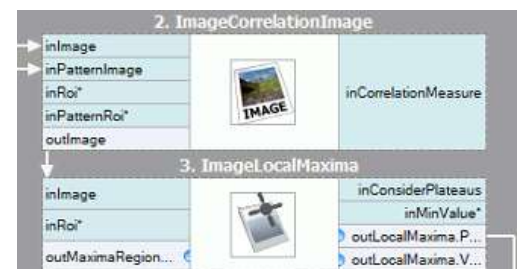 2. ImageCorrelationImage
inImage
inPatternImage
inRoi*
inPatternRoi*
outImage
IMAGE
inCorrelationMeasure
3. ImageLocalMaxima
inImage
inRoi*
outMaximaRegion...
inConsiderPlateaus
inMinValue*
outLocalMaxima.P...
outLocalMaxima.V...